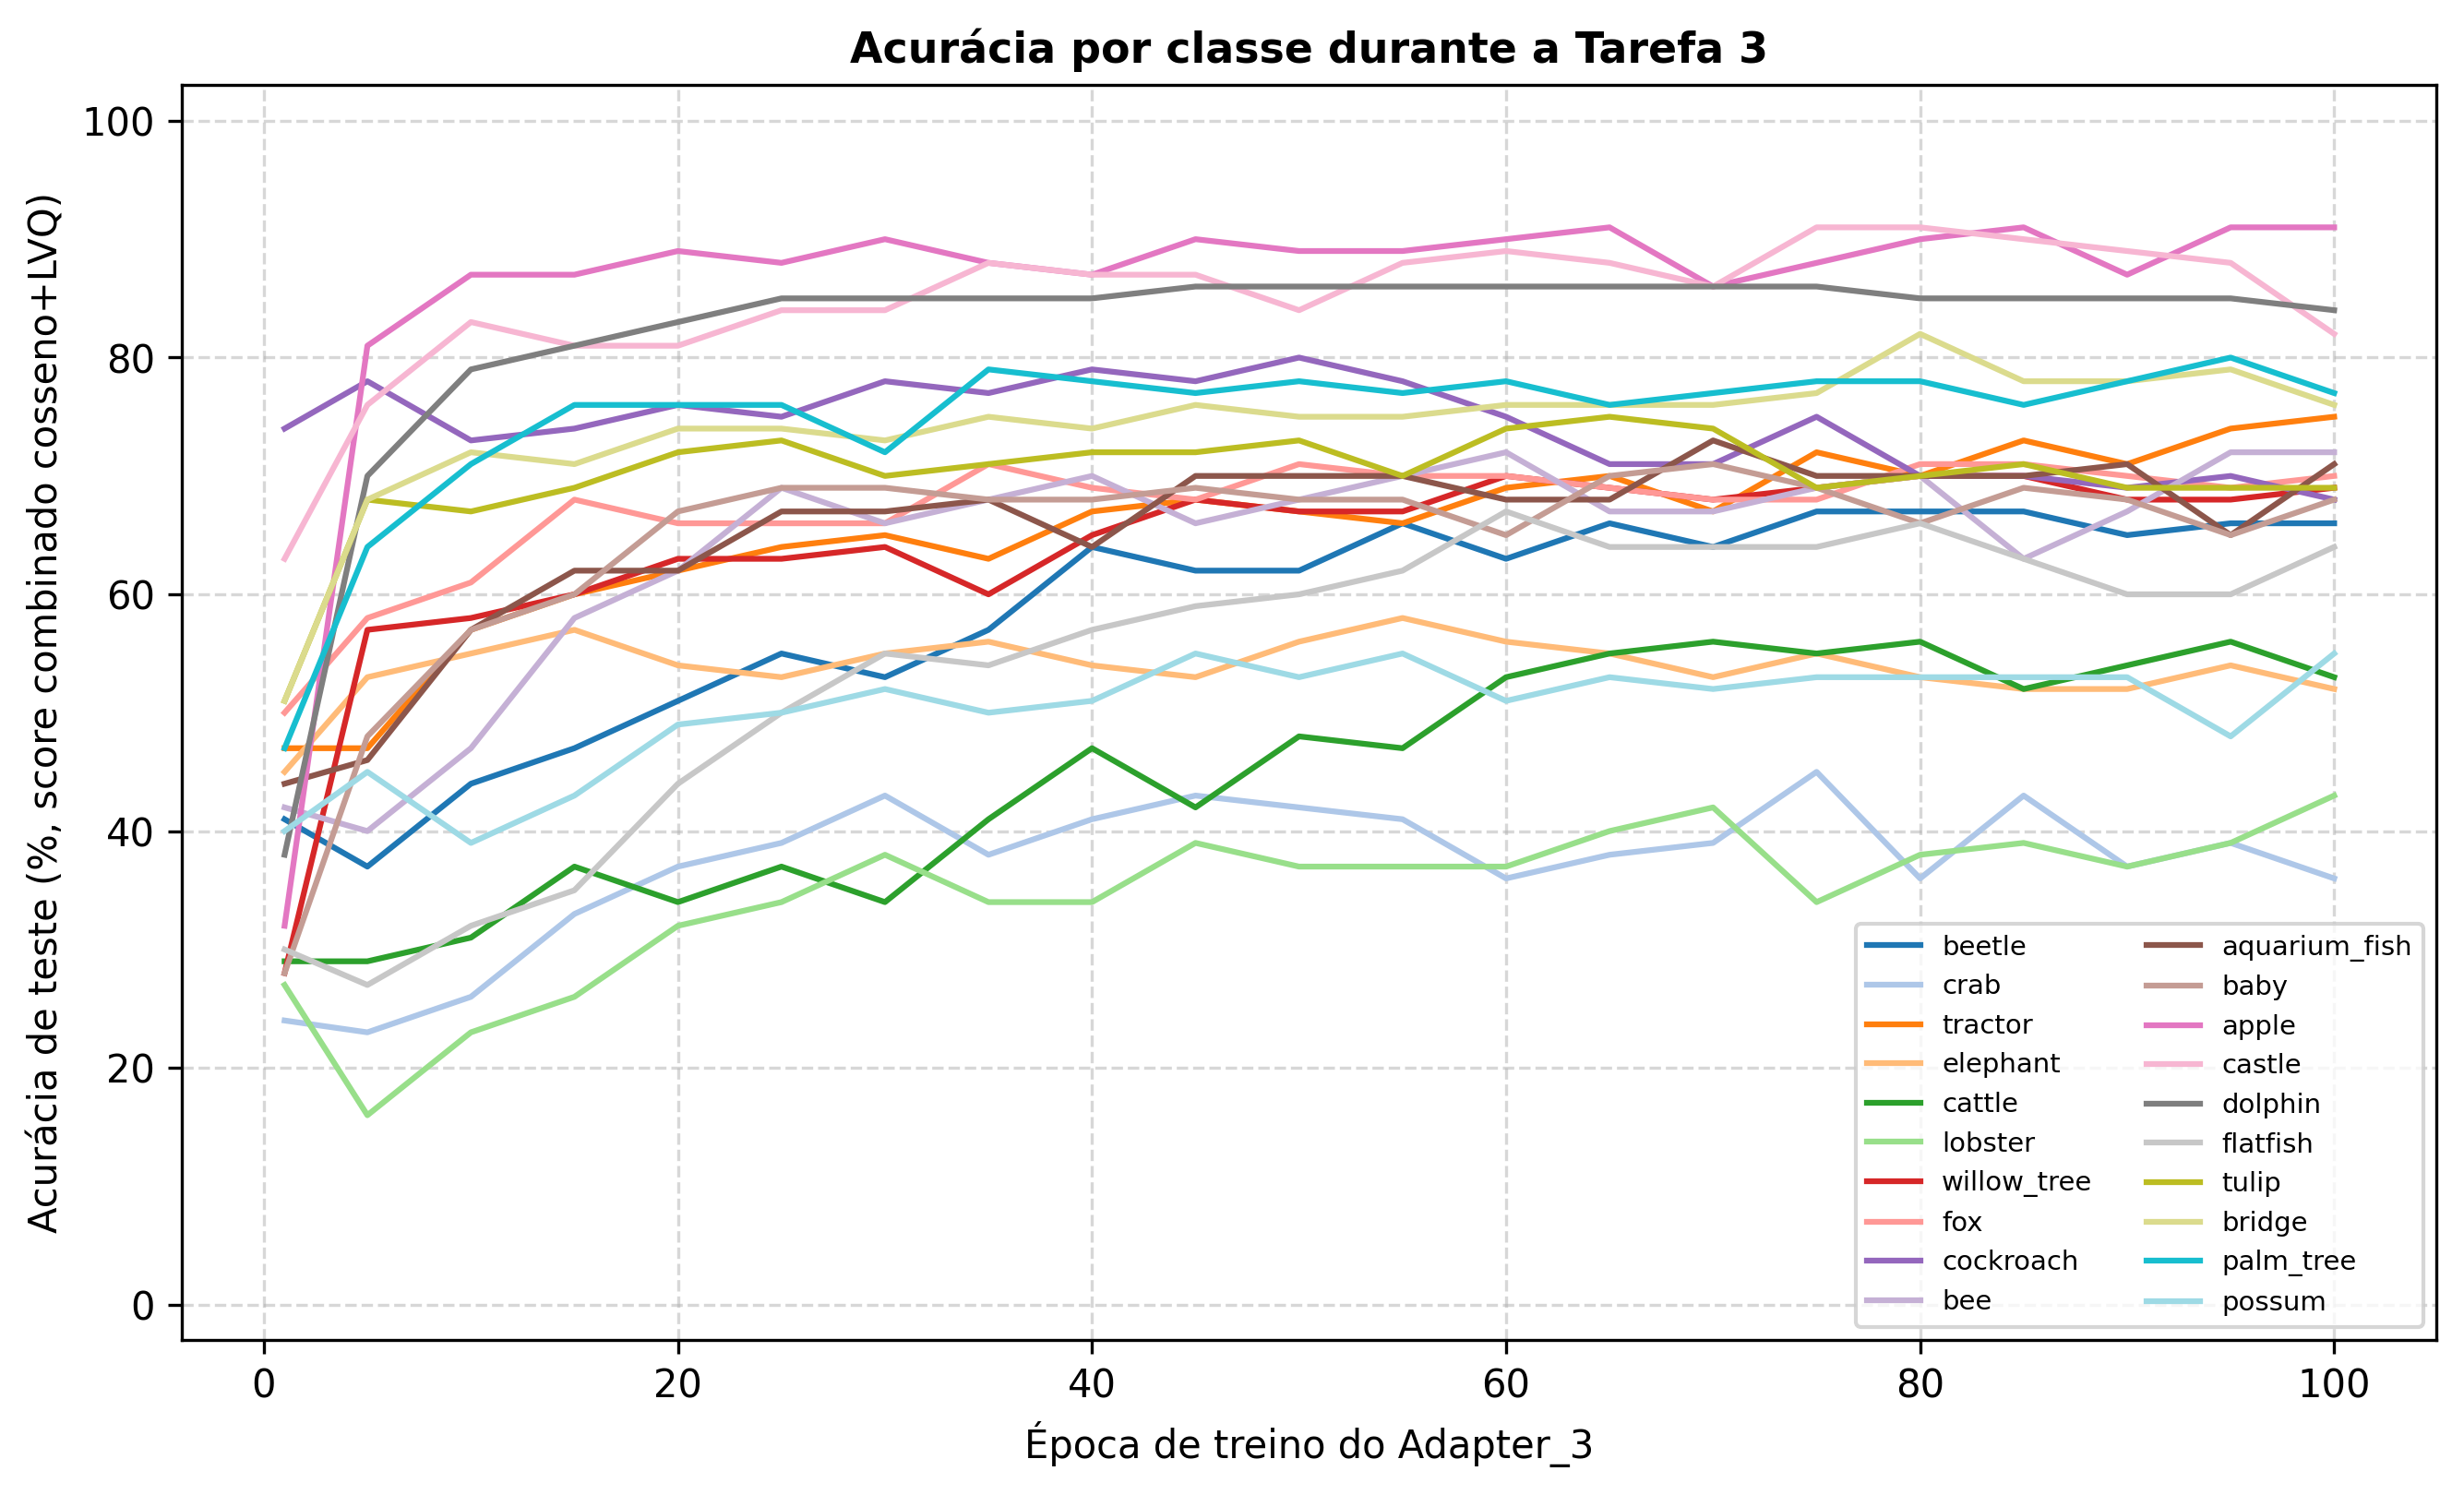 Acurácia por classe durante a Tarefa 3
Acurácia de teste (%, score combinado cosseno+LVQ)
100
80
60
40
20
0
0 20 40 60 80 100
Época de treino do Adapter_3
beetle
crab
tractor
elephant
cattle
lobster
willow_tree
fox
cockroach
bee
aquarium_fish
baby
apple
castle
dolphin
flatfish
tulip
bridge
palm_tree
possum